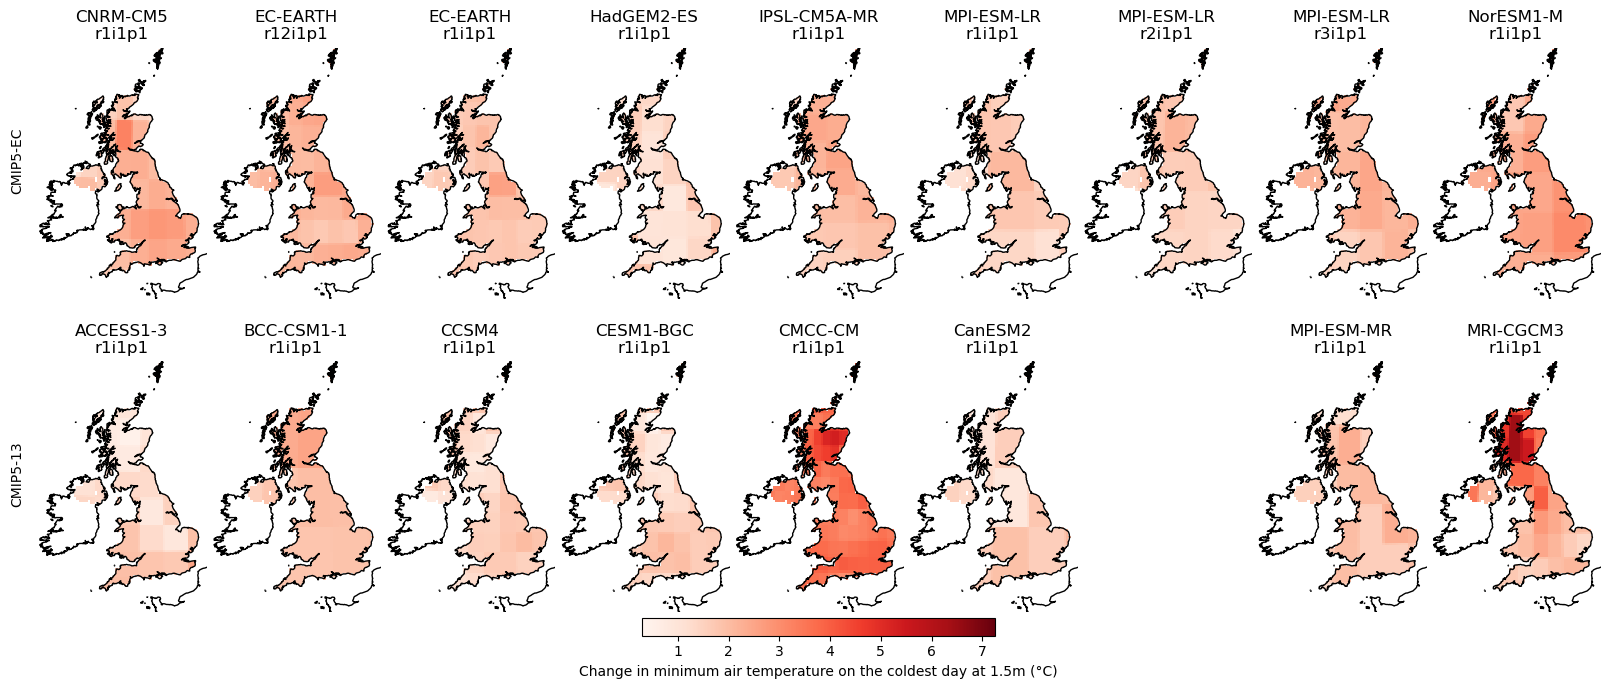 CNRM-CM5
r1i1p1
EC-EARTH
r12i1p1
EC-EARTH
r1i1p1
HadGEM2-ES
r1i1p1
IPSL-CM5A-MR
r1i1p1
MPI-ESM-LR
r1i1p1
MPI-ESM-LR
r2i1p1
MPI-ESM-LR
r3i1p1
NorESM1-M
r1i1p1
CMIP5-EC
ACCESS1-3
r1i1p1
BCC-CSM1-1
r1i1p1
CCSM4
r1i1p1
CESM1-BGC
r1i1p1
CMCC-CM
r1i1p1
CanESM2
r1i1p1
MPI-ESM-MR
r1i1p1
MRI-CGCM3
r1i1p1
CMIP5-13
1 2 3 4 5 6 7
Change in minimum air temperature on the coldest day at 1.5m (°C)